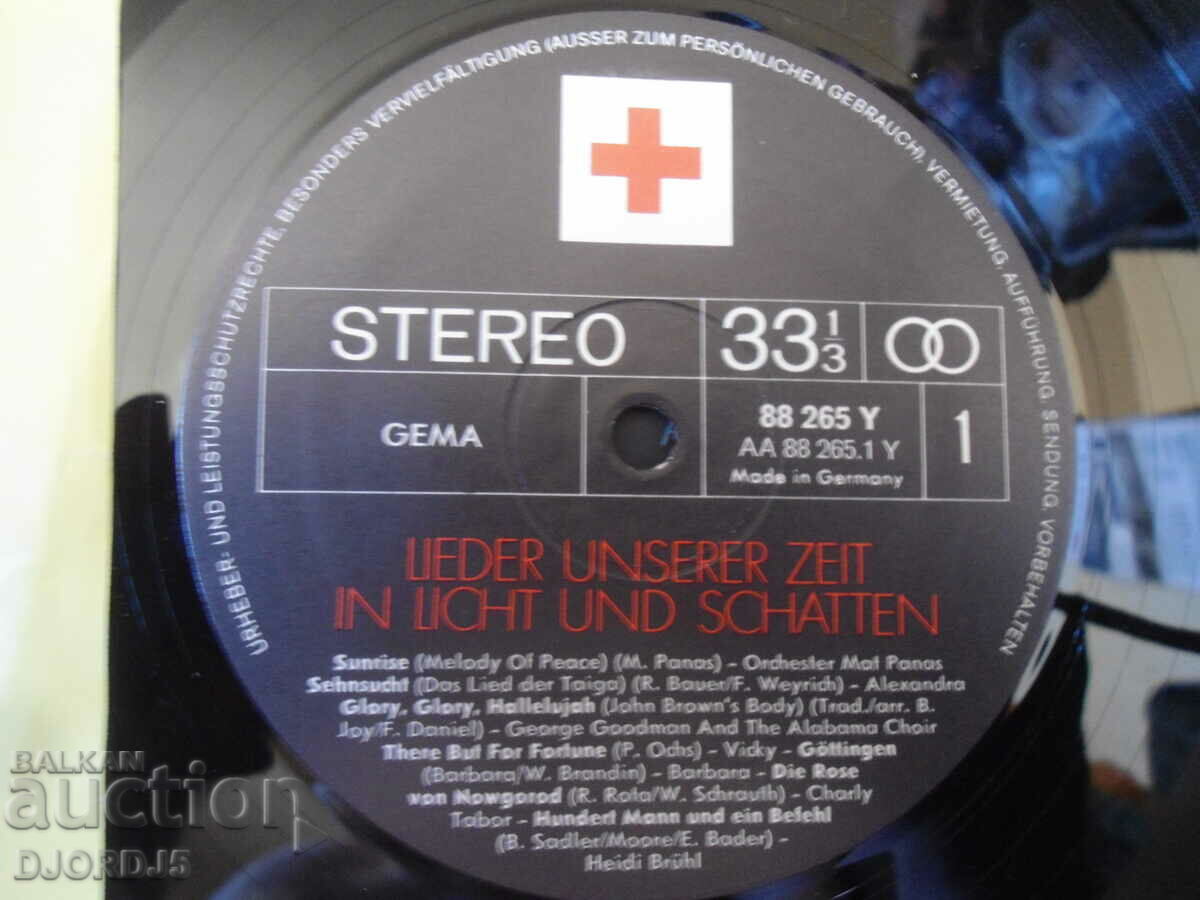 URHEBER- UND LEISTUNGSSCHUTZRECHTE, BESONDERS VERVIELFÄLTIGUNG (AUSSER ZUM PERSÖNLICHEN GEBRAUCH), VERMIETUNG, AUFFÜHRUNG, SENDUNG, VORBEHALTEN
STEREO
33 1/3
GEMA
88 265 Y
AA 88 265.1 Y
Made in Germany
1
LIEDER UNSERER ZEIT
IN LICHT UND SCHATTEN
Sunrise (Melody Of Peace) (M. Panas) – Orchester Mat Panas
Sehnsucht (Das Lied der Taiga) (R. Bauer/F. Weyrich) – Alexandra
Glory, Glory, Hallelujah (John Brown's Body) (Trad./arr. B.
Joy/F. Daniel) – George Goodman And The Alabama Choir
There But For Fortune (P. Ochs) – Vicky – Göttingen
(Barbara/W. Brandin) – Barbara – Die Rose
von Nowgorod (R. Rota/W. Schrauth) – Charly
Tabor – Hundert Mann und ein Befehl
(B. Sadler/Moore/E. Bader) –
Heidi Brühl
BALKAN
auction
DJORDJ5